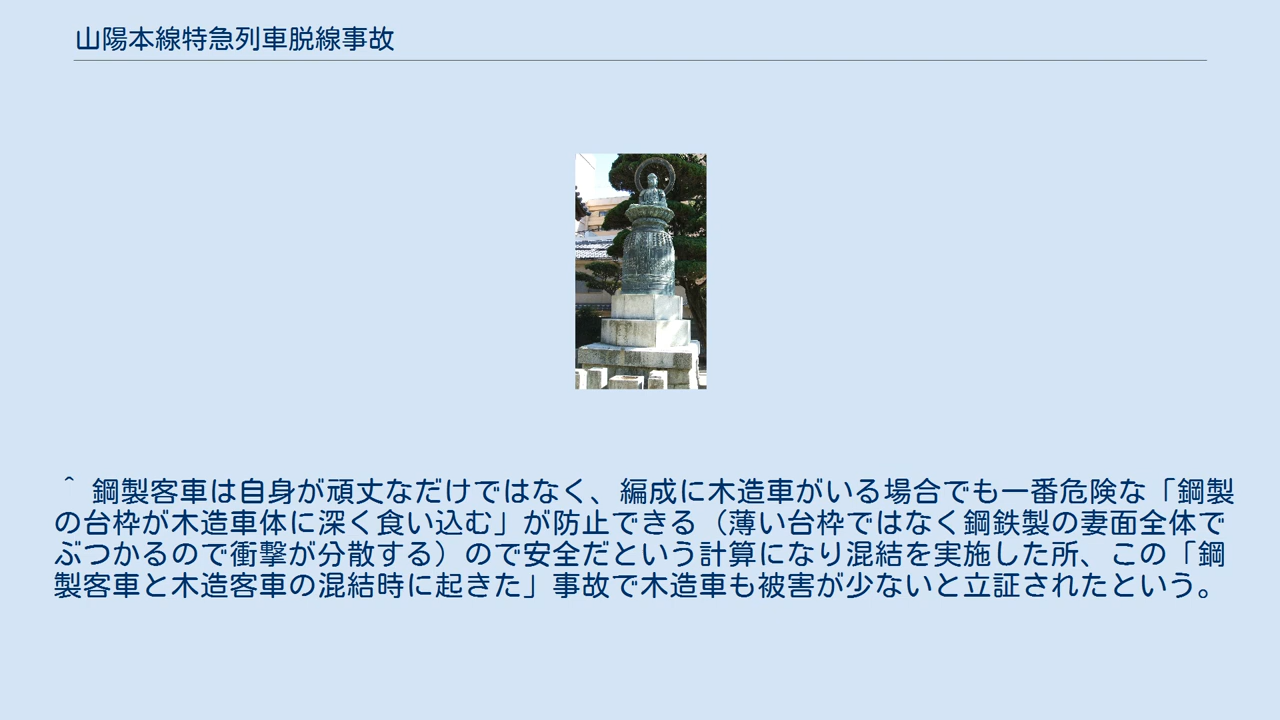 山陽本線特急列車脱線事故
^ 鋼製客車は自身が頑丈なだけではなく、編成に木造車がいる場合でも一番危険な「鋼製
の台枠が木造車体に深く食い込む」が防止できる（薄い台枠ではなく鋼鉄製の妻面全体で
ぶつかるので衝撃が分散する）ので安全だという計算になり混結を実施した所、この「鋼
製客車と木造客車の混結時に起きた」事故で木造車も被害が少ないと立証されたという。